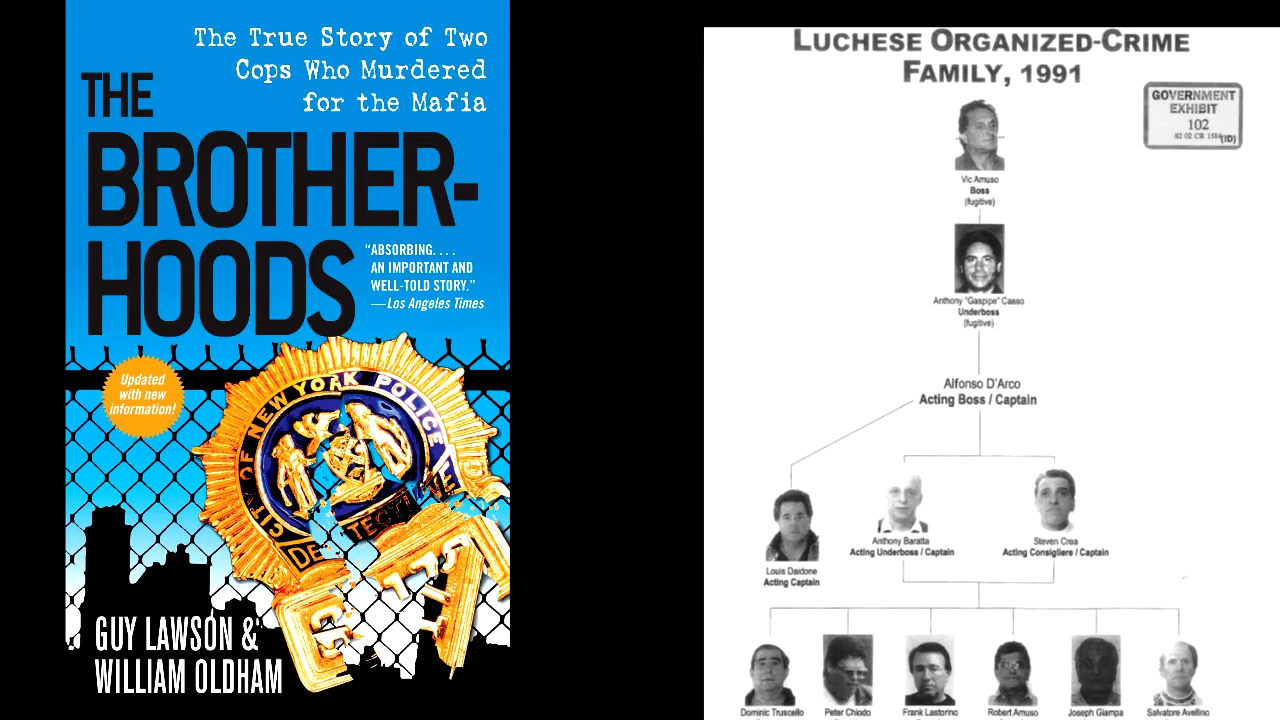 The True Story of Two
Cops Who Murdered
for the Mafia
THE
BROTHER-
HOODS
“ABSORBING. . . .
AN IMPORTANT AND
WELL-TOLD STORY.”
—Los Angeles Times
Updated
with new
information!
CITY OF NEW YORK POLICE
DETECTIVE
GUY LAWSON &
WILLIAM OLDHAM
LUCHESE ORGANIZED-CRIME
FAMILY, 1991
GOVERNMENT
EXHIBIT
102
(ID)
Vic Amuso
Boss
(fugitive)
Anthony "Gaspipe" Casso
Underboss
(fugitive)
Alfonso D'Arco
Acting Boss / Captain
Louis Daidone
Acting Captain
Anthony Baratta
Acting Underboss / Captain
Steven Crea
Acting Consigliere / Captain
Dominic Truscello
Peter Chiodo
Frank Lastorino
Robert Amuso
Joseph Giampa
Salvatore Avellino